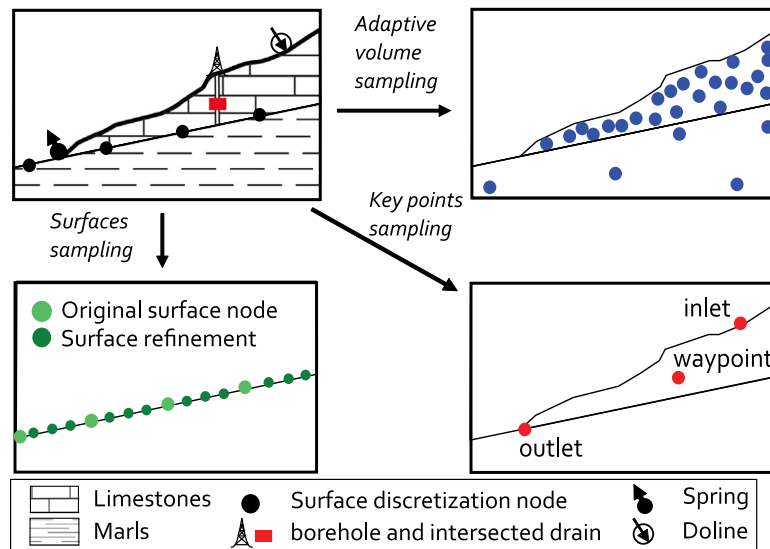 Adaptive
volume
sampling
Surfaces
sampling
Key points
sampling
Original surface node
Surface refinement
inlet
waypoint
outlet
Limestones
Surface discretization node
Spring
Marls
borehole and intersected drain
Doline